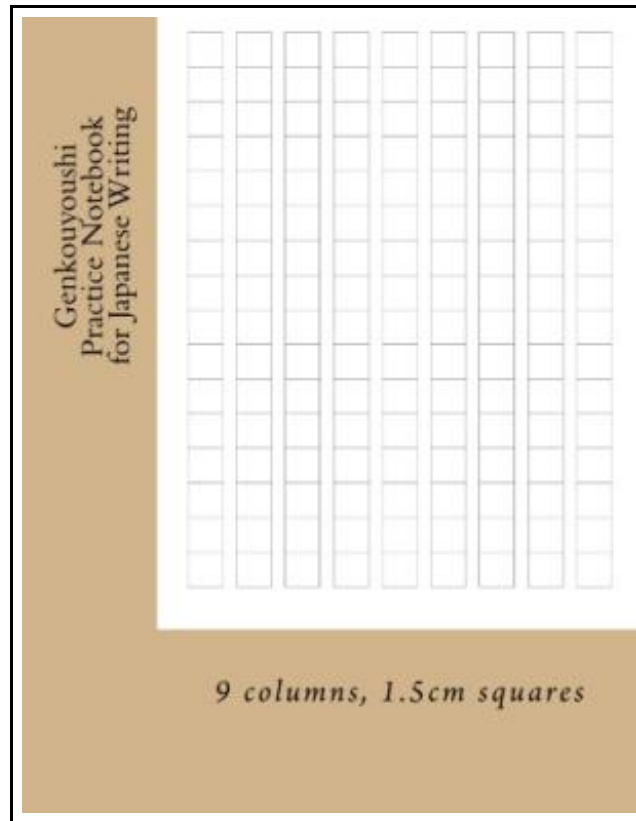 Genkouyoushi
Practice Notebook
for Japanese Writing
9 columns, 1.5cm squares